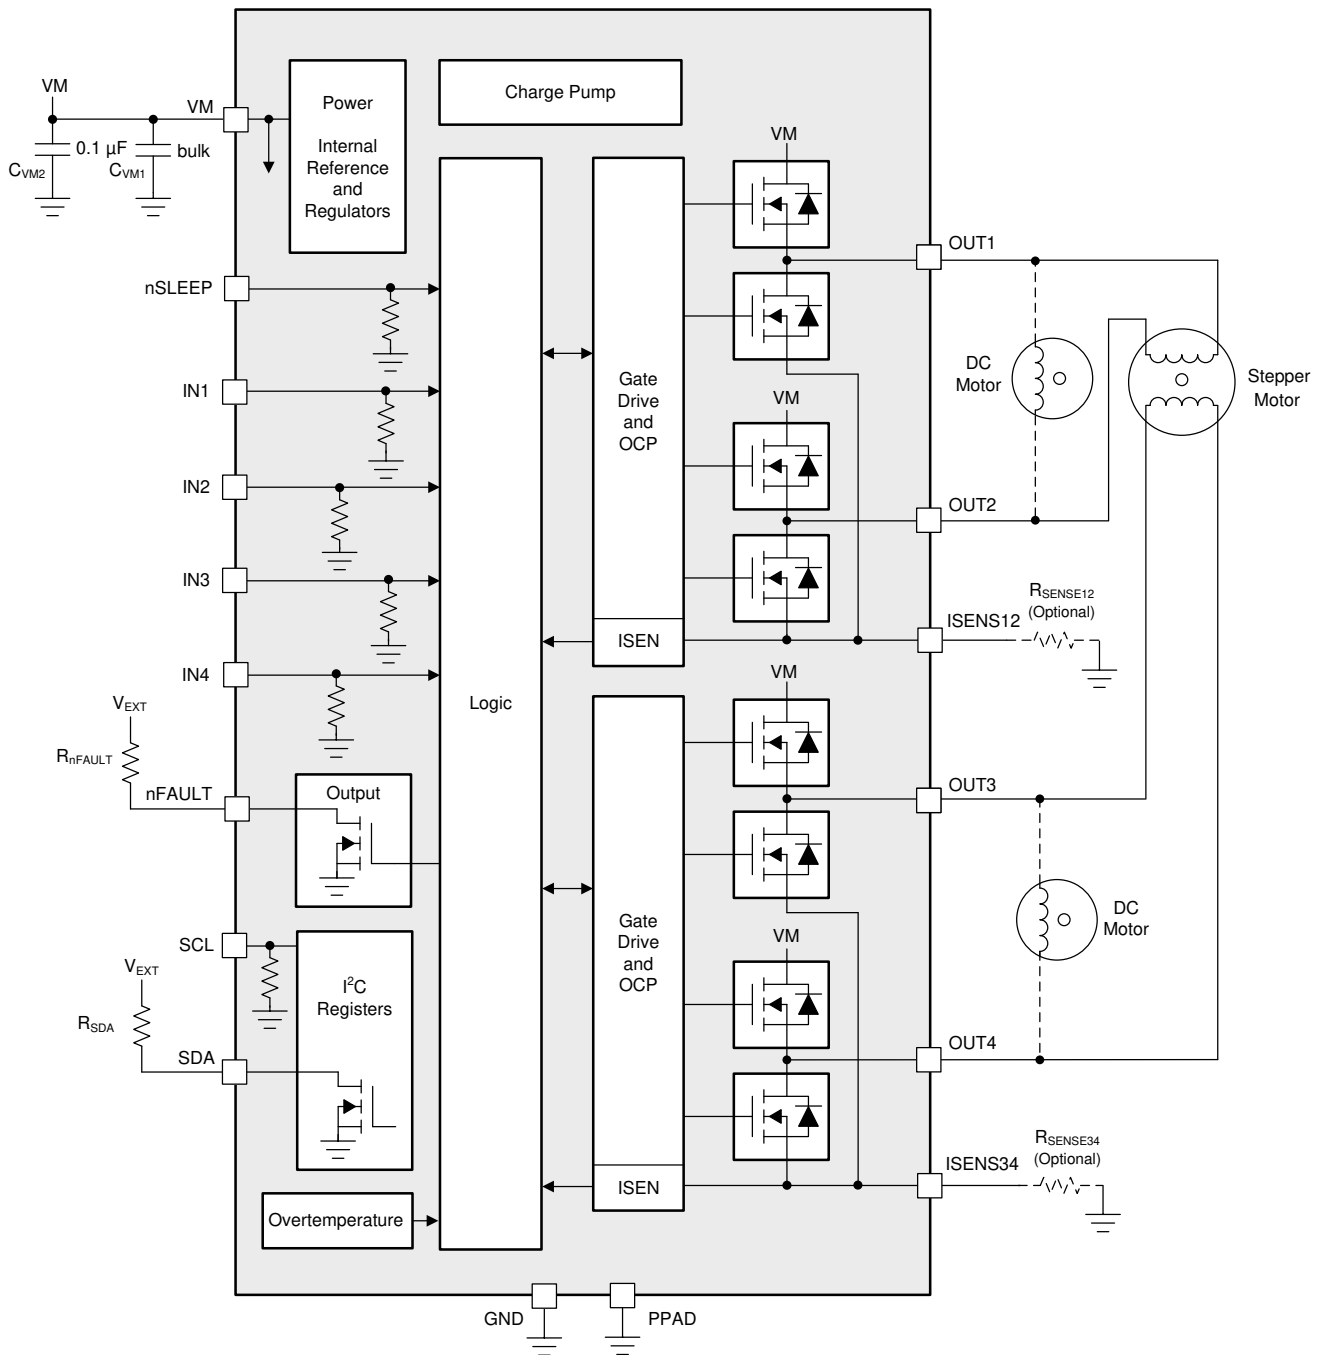 VM
VM
0.1 µF
bulk
CVM2
CVM1
Power
Internal
Reference
and
Regulators
Charge Pump
nSLEEP
IN1
IN2
IN3
IN4
VEXT
RnFAULT
nFAULT
Output
SCL
VEXT
RSDA
SDA
I2C
Registers
Overtemperature
Logic
Gate
Drive
and
OCP
ISEN
Gate
Drive
and
OCP
ISEN
VM
VM
VM
VM
OUT1
DC
Motor
Stepper
Motor
OUT2
ISENS12
RSENSE12
(Optional)
OUT3
DC
Motor
OUT4
ISENS34
RSENSE34
(Optional)
GND
PPAD